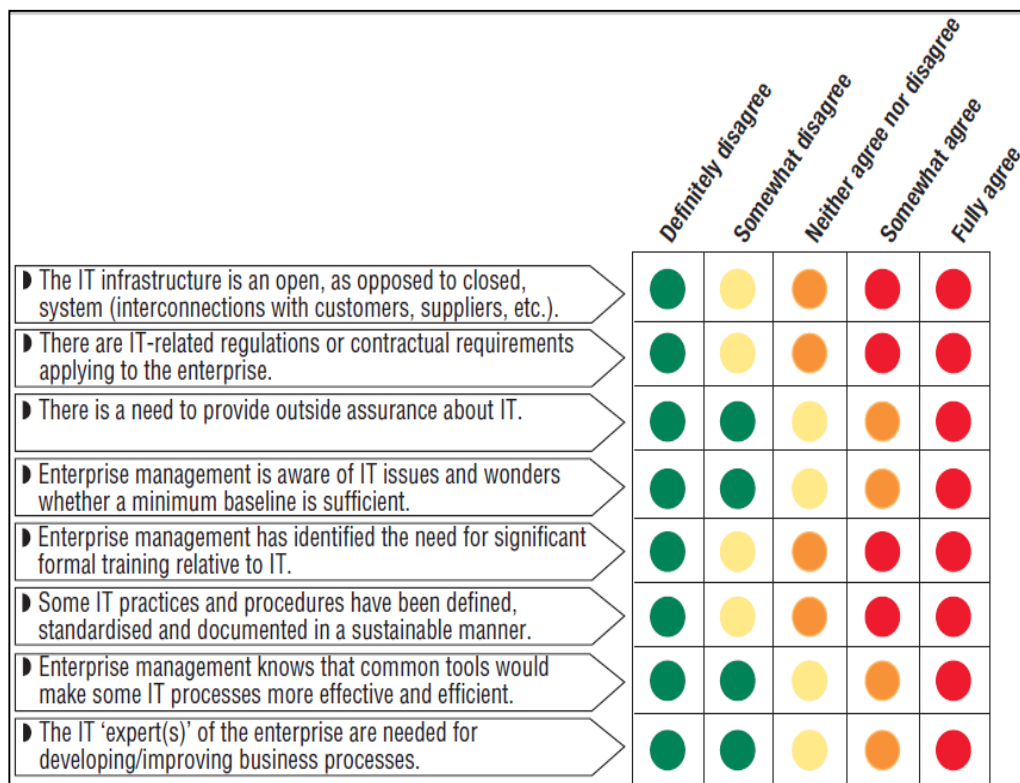 Definitely disagree
Somewhat disagree
Neither agree nor disagree
Somewhat agree
Fully agree
◗ The IT infrastructure is an open, as opposed to closed,
system (interconnections with customers, suppliers, etc.).
◗ There are IT-related regulations or contractual requirements
applying to the enterprise.
◗ There is a need to provide outside assurance about IT.
◗ Enterprise management is aware of IT issues and wonders
whether a minimum baseline is sufficient.
◗ Enterprise management has identified the need for significant
formal training relative to IT.
◗ Some IT practices and procedures have been defined,
standardised and documented in a sustainable manner.
◗ Enterprise management knows that common tools would
make some IT processes more effective and efficient.
◗ The IT ‘expert(s)’ of the enterprise are needed for
developing/improving business processes.